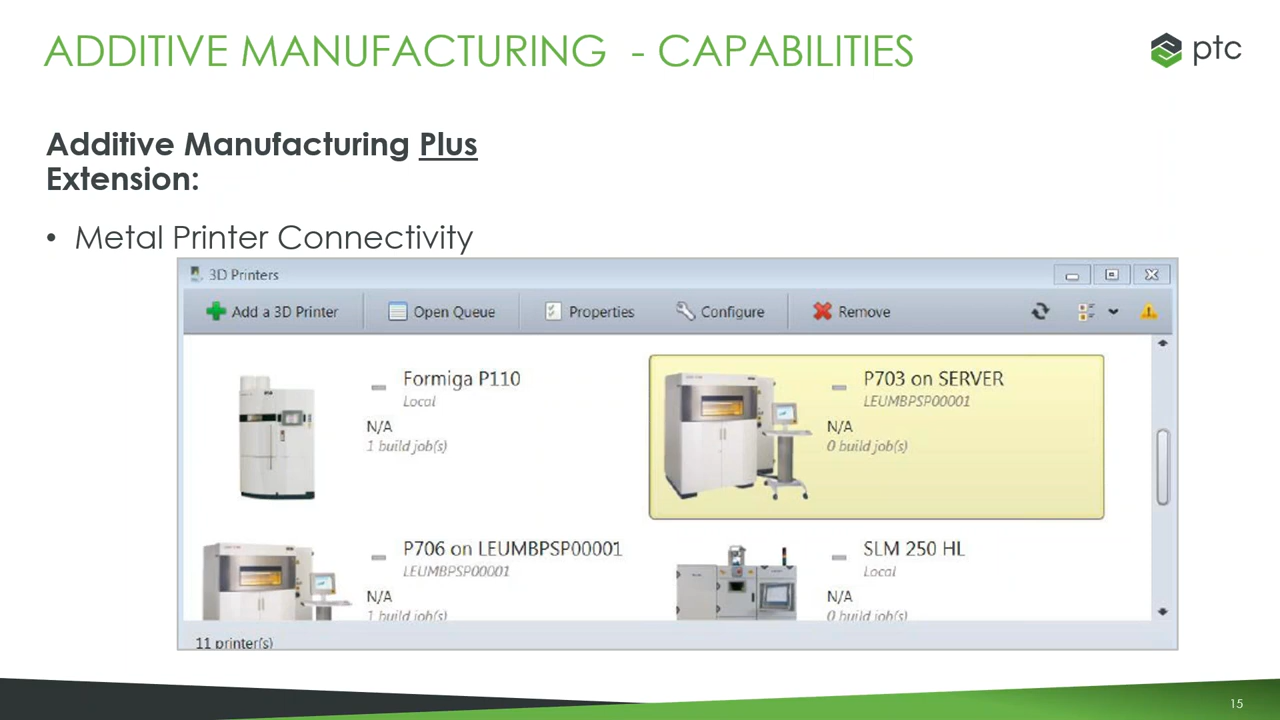 ADDITIVE MANUFACTURING - CAPABILITIES
ptc
Additive Manufacturing Plus
Extension:
• Metal Printer Connectivity
3D Printers
Add a 3D Printer
Open Queue
Properties
Configure
Remove
Formiga P110
Local
N/A
1 build job(s)
P703 on SERVER
LEUMBPSP00001
N/A
0 build job(s)
P706 on LEUMBPSP00001
LEUMBPSP00001
N/A
1 build job(s)
SLM 250 HL
Local
N/A
0 build job(s)
11 printer(s)
15